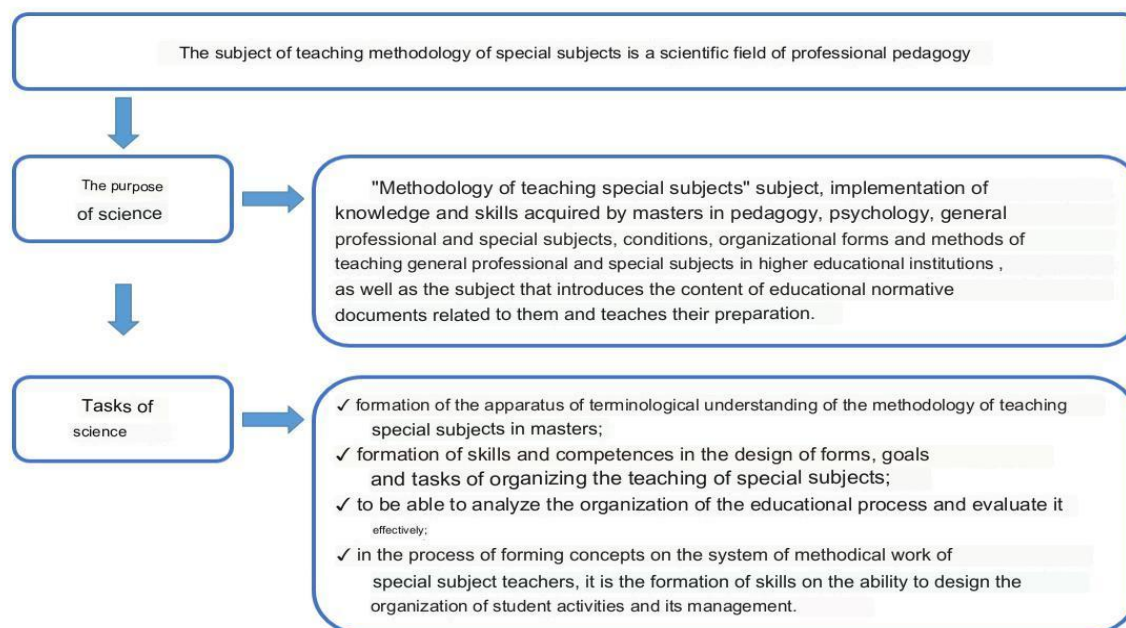 The subject of teaching methodology of special subjects is a scientific field of professional pedagogy
The purpose
of science
"Methodology of teaching special subjects" subject, implementation of
knowledge and skills acquired by masters in pedagogy, psychology, general
professional and special subjects, conditions, organizational forms and methods of
teaching general professional and special subjects in higher educational institutions ,
as well as the subject that introduces the content of educational normative
documents related to them and teaches their preparation.
Tasks of
science
✓ formation of the apparatus of terminological understanding of the methodology of teaching
special subjects in masters;
✓ formation of skills and competences in the design of forms, goals
and tasks of organizing the teaching of special subjects;
✓ to be able to analyze the organization of the educational process and evaluate it
effectively;
✓ in the process of forming concepts on the system of methodical work of
special subject teachers, it is the formation of skills on the ability to design the
organization of student activities and its management.